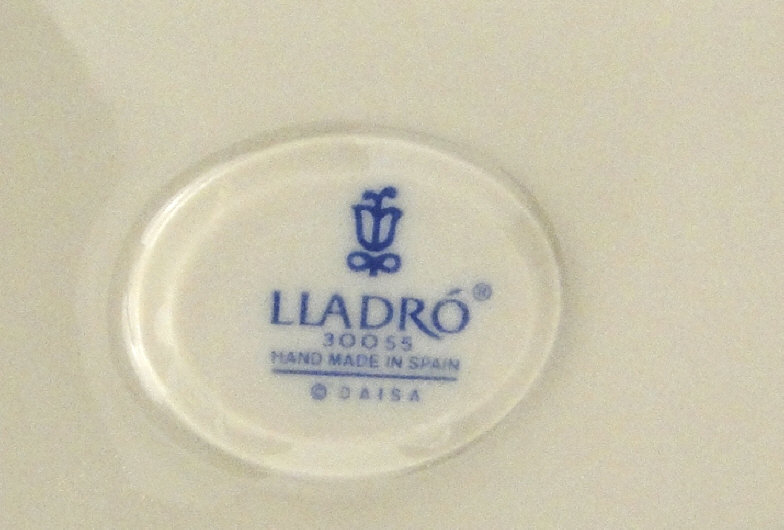 LLADRÓ®
30055
HAND MADE IN SPAIN
© DAISA